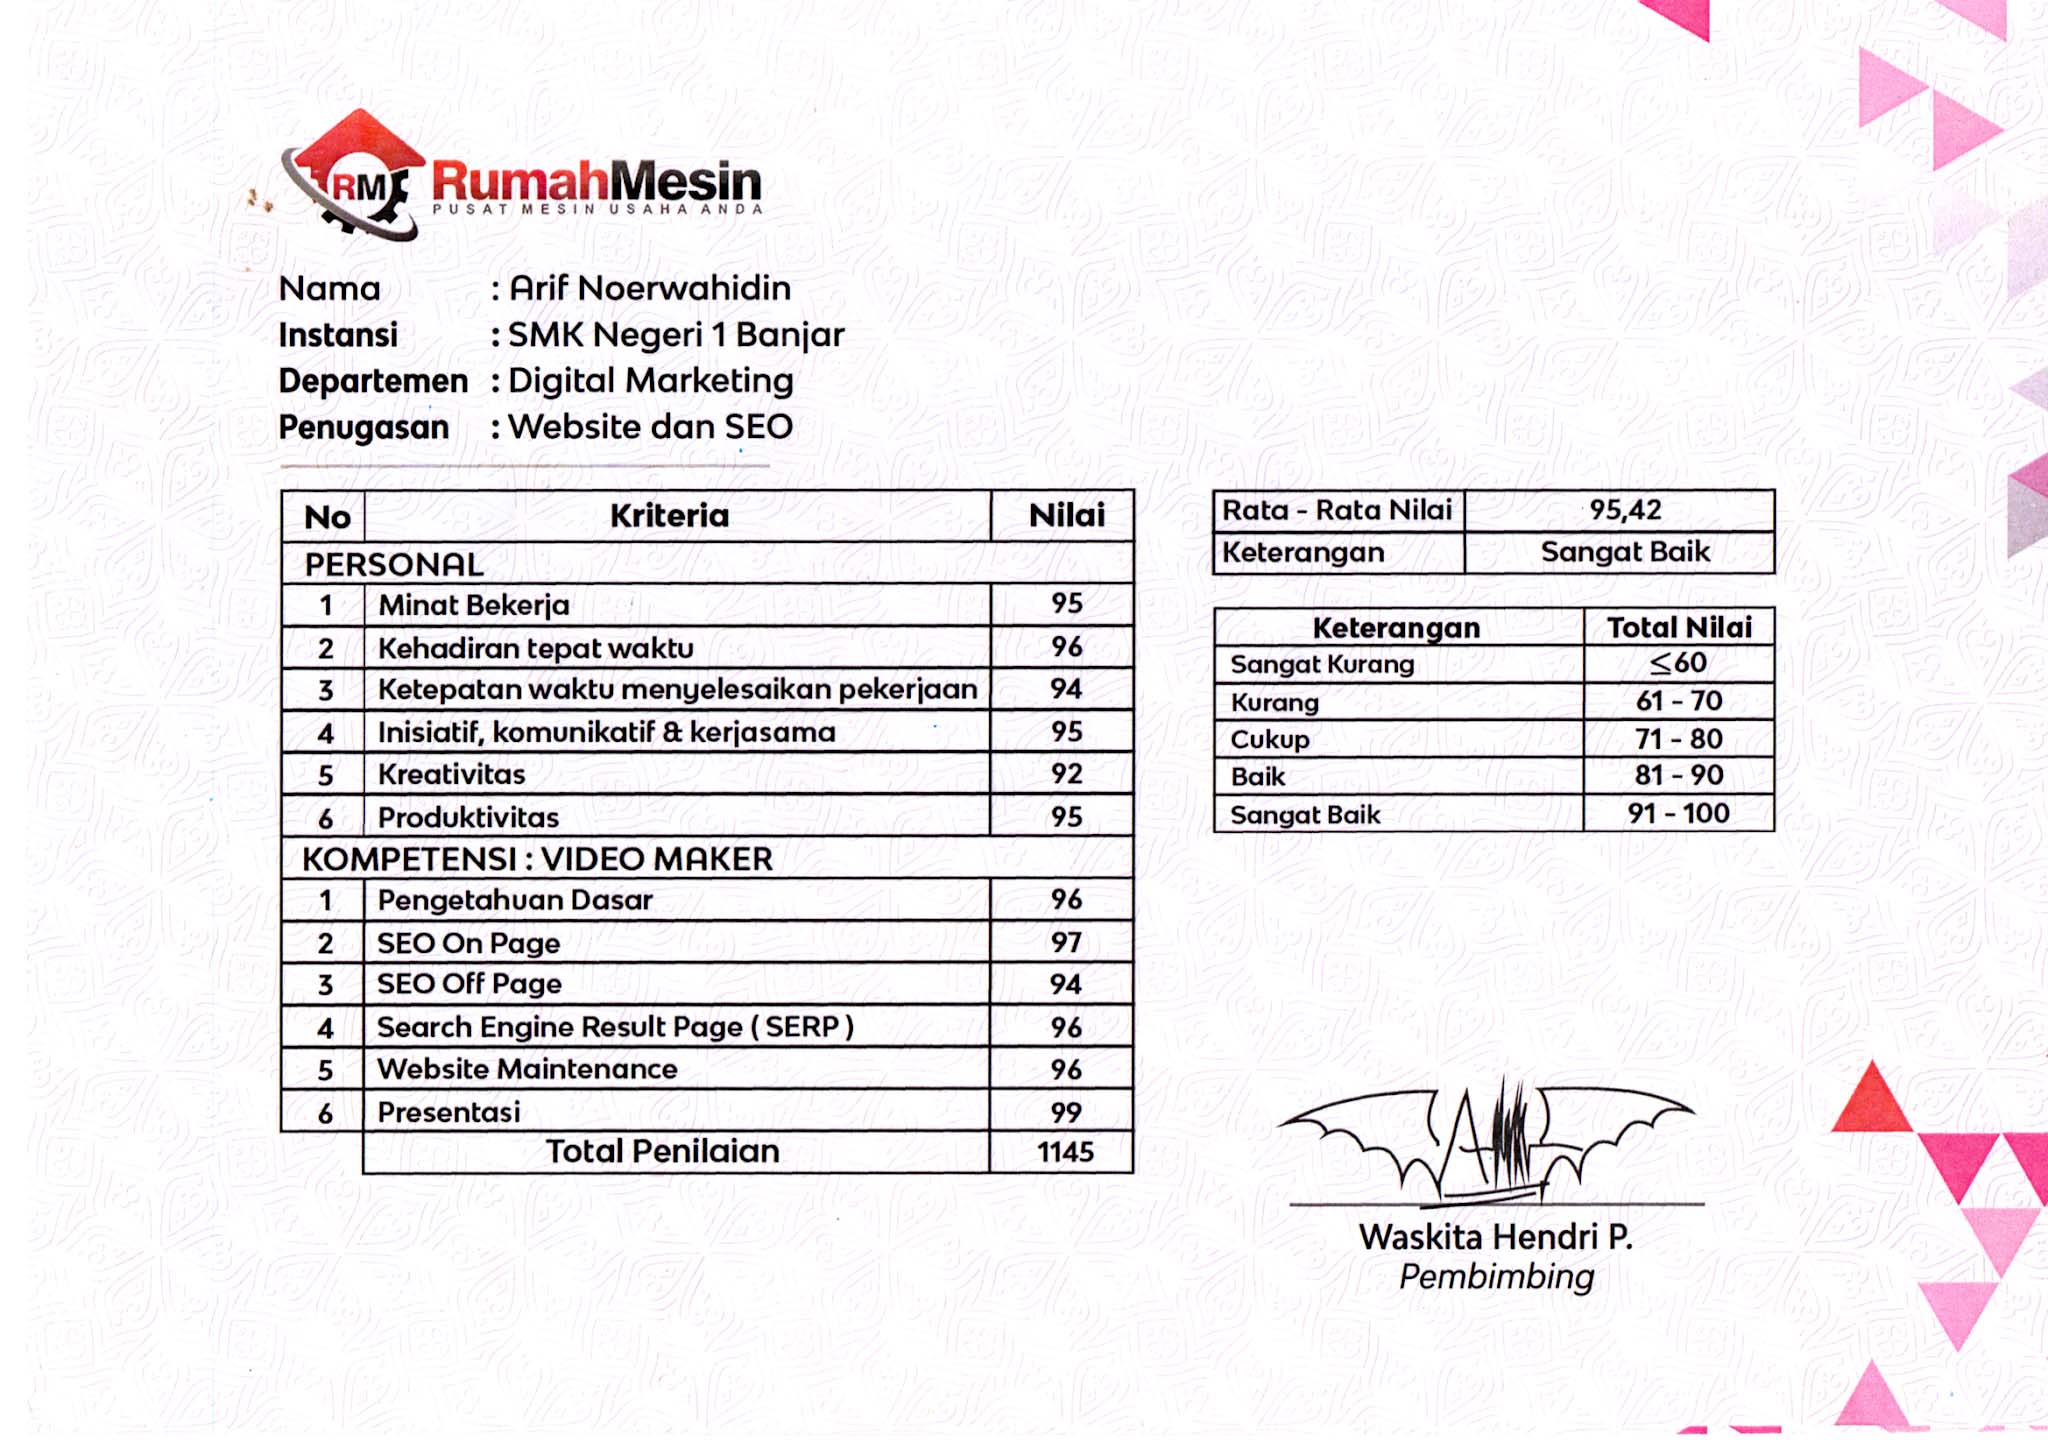 RM RumahMesin
PUSAT MESIN USAHA ANDA
Nama : Arif Noerwahidin
Instansi : SMK Negeri 1 Banjar
Departemen : Digital Marketing
Penugasan : Website dan SEO
No Kriteria Nilai
PERSONAL
1 Minat Bekerja 95
2 Kehadiran tepat waktu 96
3 Ketepatan waktu menyelesaikan pekerjaan 94
4 Inisiatif, komunikatif & kerjasama 95
5 Kreativitas 92
6 Produktivitas 95
KOMPETENSI : VIDEO MAKER
1 Pengetahuan Dasar 96
2 SEO On Page 97
3 SEO Off Page 94
4 Search Engine Result Page ( SERP ) 96
5 Website Maintenance 96
6 Presentasi 99
Total Penilaian 1145
Rata - Rata Nilai 95,42
Keterangan Sangat Baik
Keterangan Total Nilai
Sangat Kurang ≤60
Kurang 61 - 70
Cukup 71 - 80
Baik 81 - 90
Sangat Baik 91 - 100
Waskita Hendri P.
Pembimbing